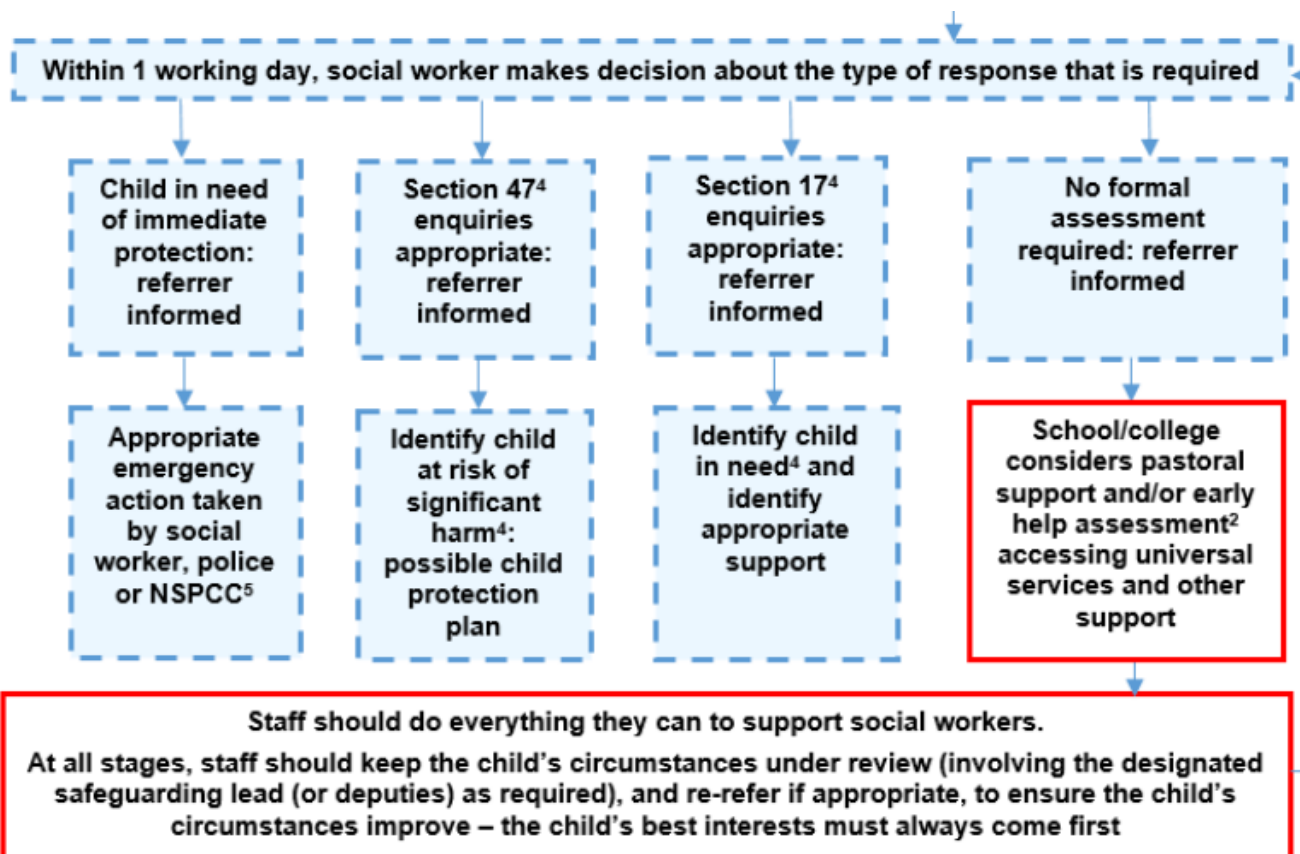 Within 1 working day, social worker makes decision about the type of response that is required
Child in need
of immediate
protection:
referrer
informed
Section 47⁴
enquiries
appropriate:
referrer
informed
Section 17⁴
enquiries
appropriate:
referrer
informed
No formal
assessment
required: referrer
informed
Appropriate
emergency
action taken
by social
worker, police
or NSPCC⁵
Identify child
at risk of
significant
harm⁴:
possible child
protection
plan
Identify child
in need⁴ and
identify
appropriate
support
School/college
considers pastoral
support and/or early
help assessment²
accessing universal
services and other
support
Staff should do everything they can to support social workers.
At all stages, staff should keep the child’s circumstances under review (involving the designated
safeguarding lead (or deputies) as required), and re-refer if appropriate, to ensure the child’s
circumstances improve – the child’s best interests must always come first